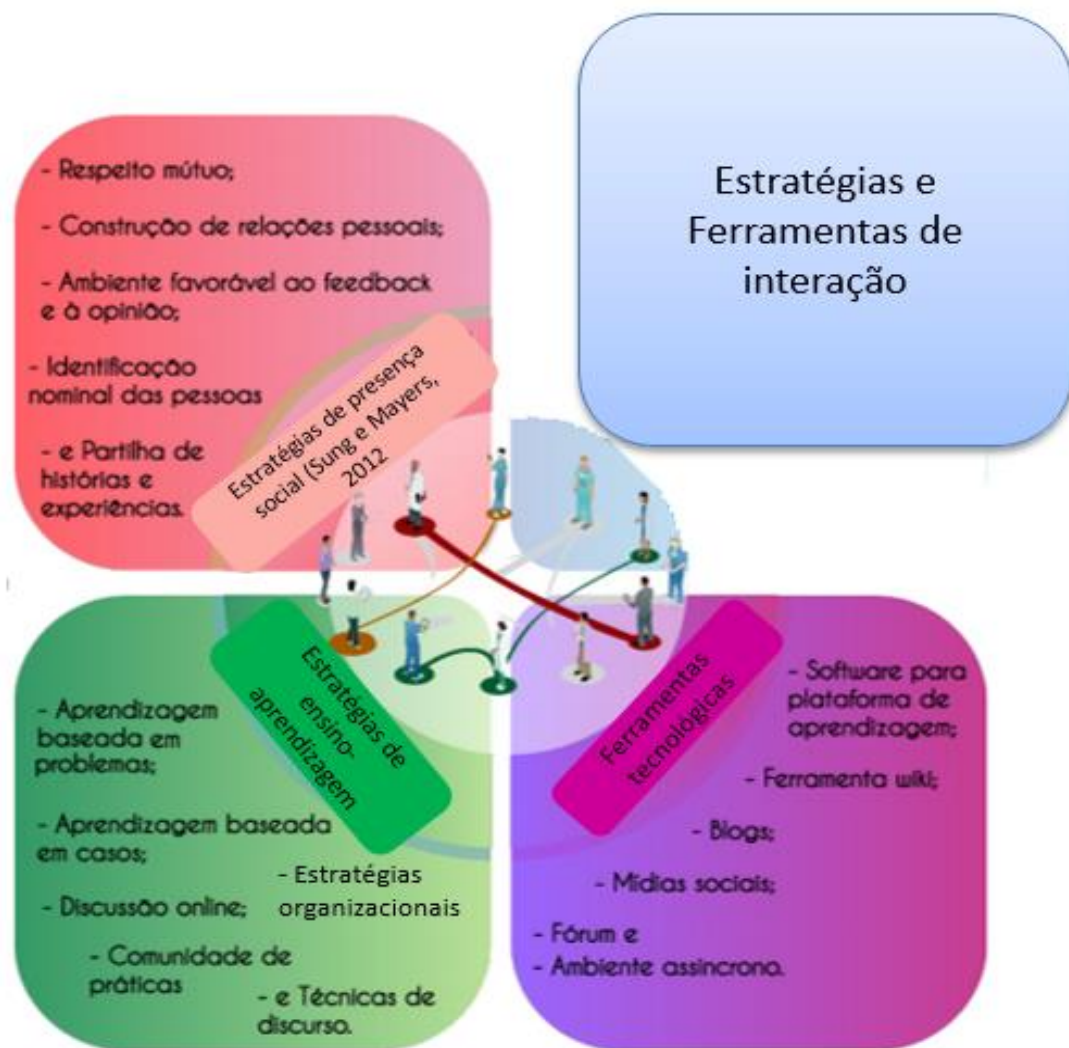 Estratégias e
Ferramentas de
interação
- Respeito mútuo;
- Construção de relações pessoais;
- Ambiente favorável ao feedback
e à opinião;
- Identificação
nominal das pessoas
- e Partilha de
histórias e
experiências.
Estratégias de presença
social (Sung e Mayers,
2012
Estratégias de
ensino-
aprendizagem
- Aprendizagem
baseada em
problemas;
- Aprendizagem baseada
em casos;
- Estratégias
organizacionais
- Discussão online;
- Comunidade de
práticas
- e Técnicas de
discurso.
Ferramentas
tecnológicas
- Software para
plataforma de
aprendizagem;
- Ferramenta wiki;
- Blogs;
- Mídias sociais;
- Fórum e
- Ambiente assincrono.